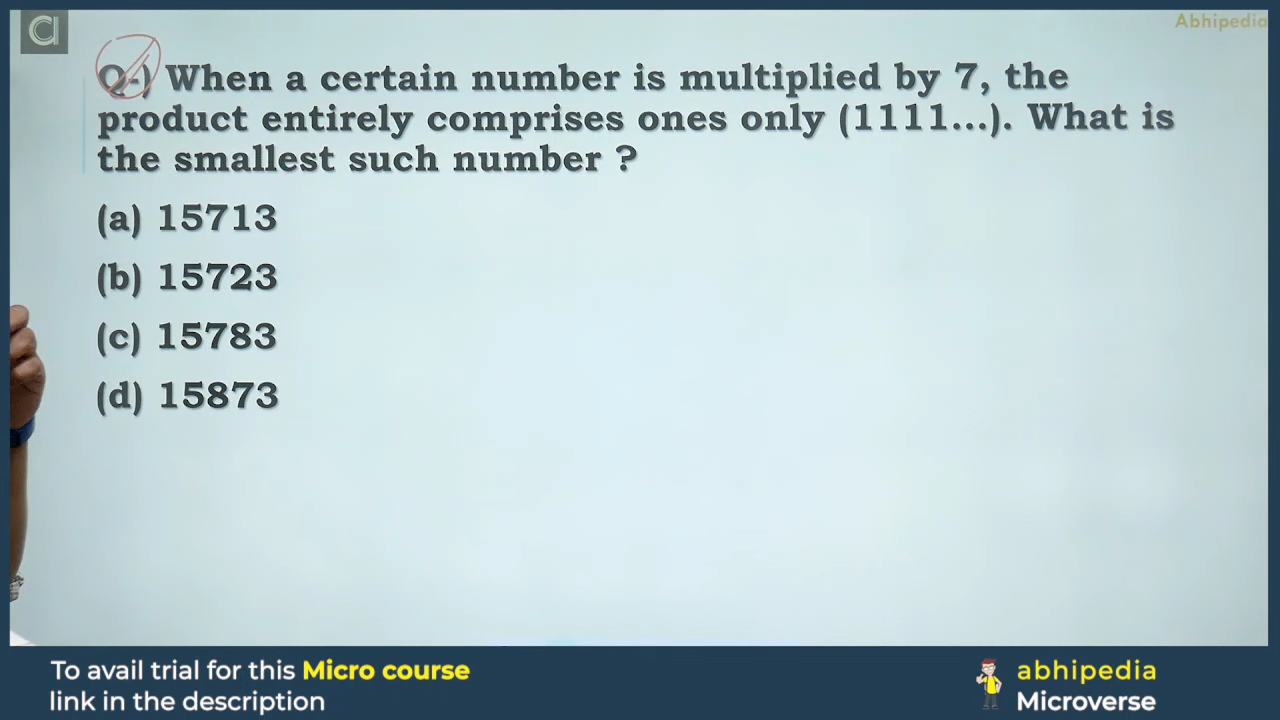 Abhipedia
Q-) When a certain number is multiplied by 7, the
product entirely comprises ones only (1111...). What is
the smallest such number ?
(a) 15713
(b) 15723
(c) 15783
(d) 15873
To avail trial for this Micro course
link in the description
abhipedia
Microverse